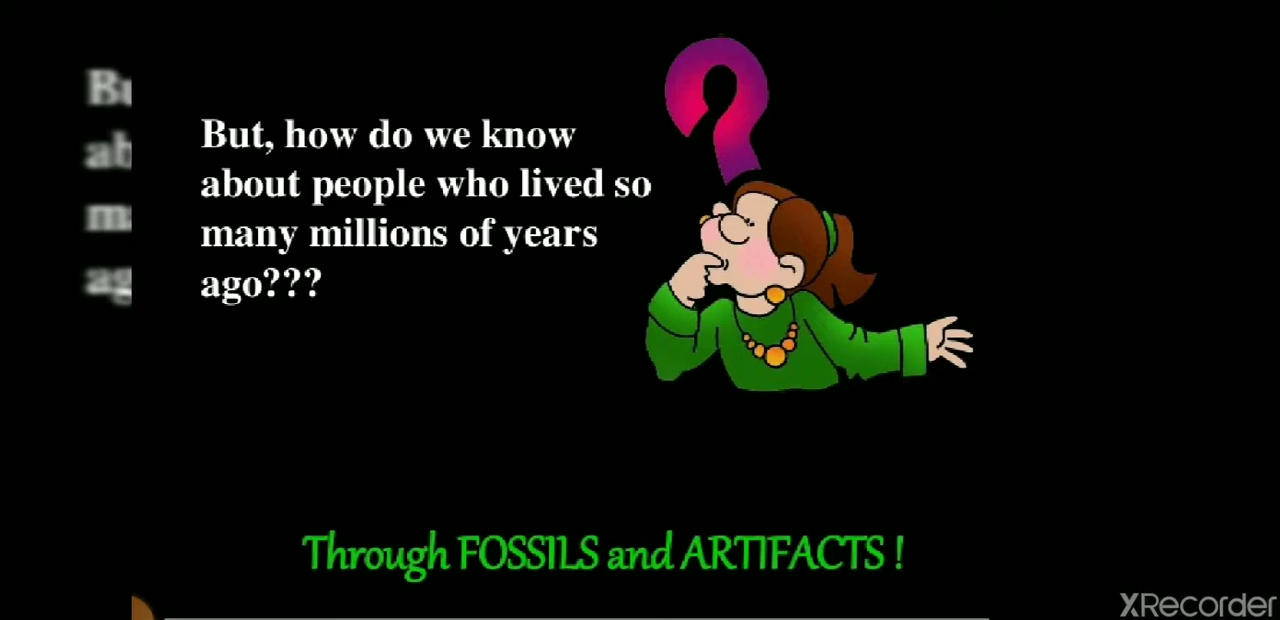 But, how do we know
about people who lived so
many millions of years
ago???
Through FOSSILS and ARTIFACTS !
XRecorder